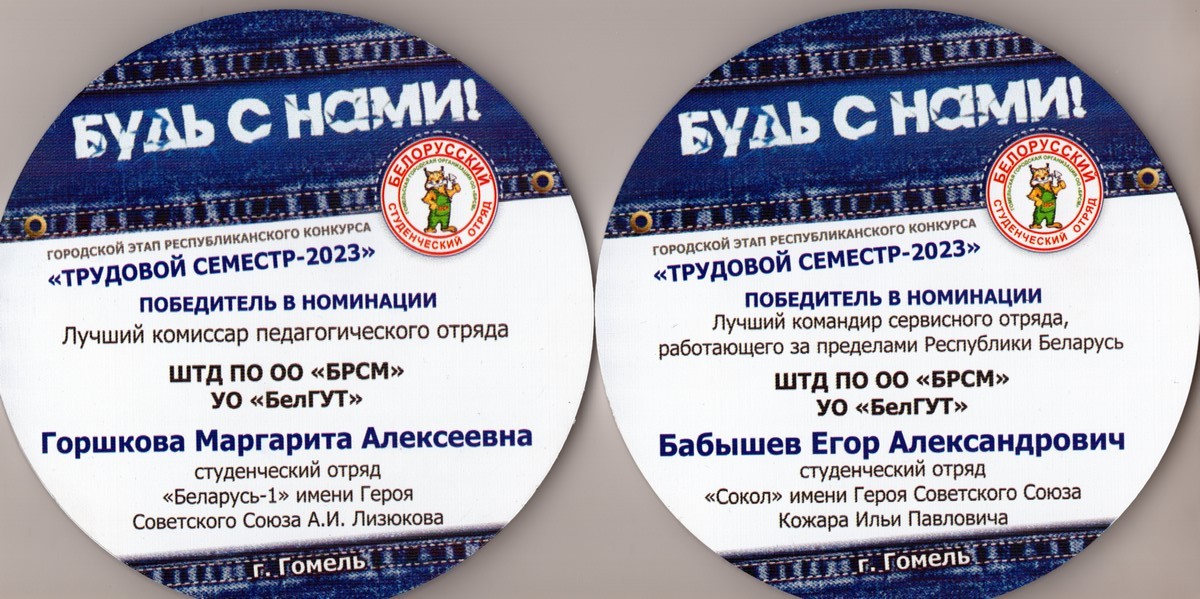 БУДЬ С НАМИ!
БЕЛОРУССКИЙ
СТУДЕНЧЕСКИЙ ОТРЯД
ГОРОДСКОЙ ЭТАП РЕСПУБЛИКАНСКОГО КОНКУРСА
«ТРУДОВОЙ СЕМЕСТР-2023»
ПОБЕДИТЕЛЬ В НОМИНАЦИИ
Лучший комиссар педагогического отряда
ШТД ПО ОО «БРСМ»
УО «БелГУТ»
Горшкова Маргарита Алексеевна
студенческий отряд
«Беларусь-1» имени Героя
Советского Союза А.И. Лизюкова
г. Гомель
БУДЬ С НАМИ!
БЕЛОРУССКИЙ
СТУДЕНЧЕСКИЙ ОТРЯД
ГОРОДСКОЙ ЭТАП РЕСПУБЛИКАНСКОГО КОНКУРСА
«ТРУДОВОЙ СЕМЕСТР-2023»
ПОБЕДИТЕЛЬ В НОМИНАЦИИ
Лучший командир сервисного отряда,
работающего за пределами Республики Беларусь
ШТД ПО ОО «БРСМ»
УО «БелГУТ»
Бабышев Егор Александрович
студенческий отряд
«Сокол» имени Героя Советского Союза
Кожара Ильи Павловича
г. Гомель